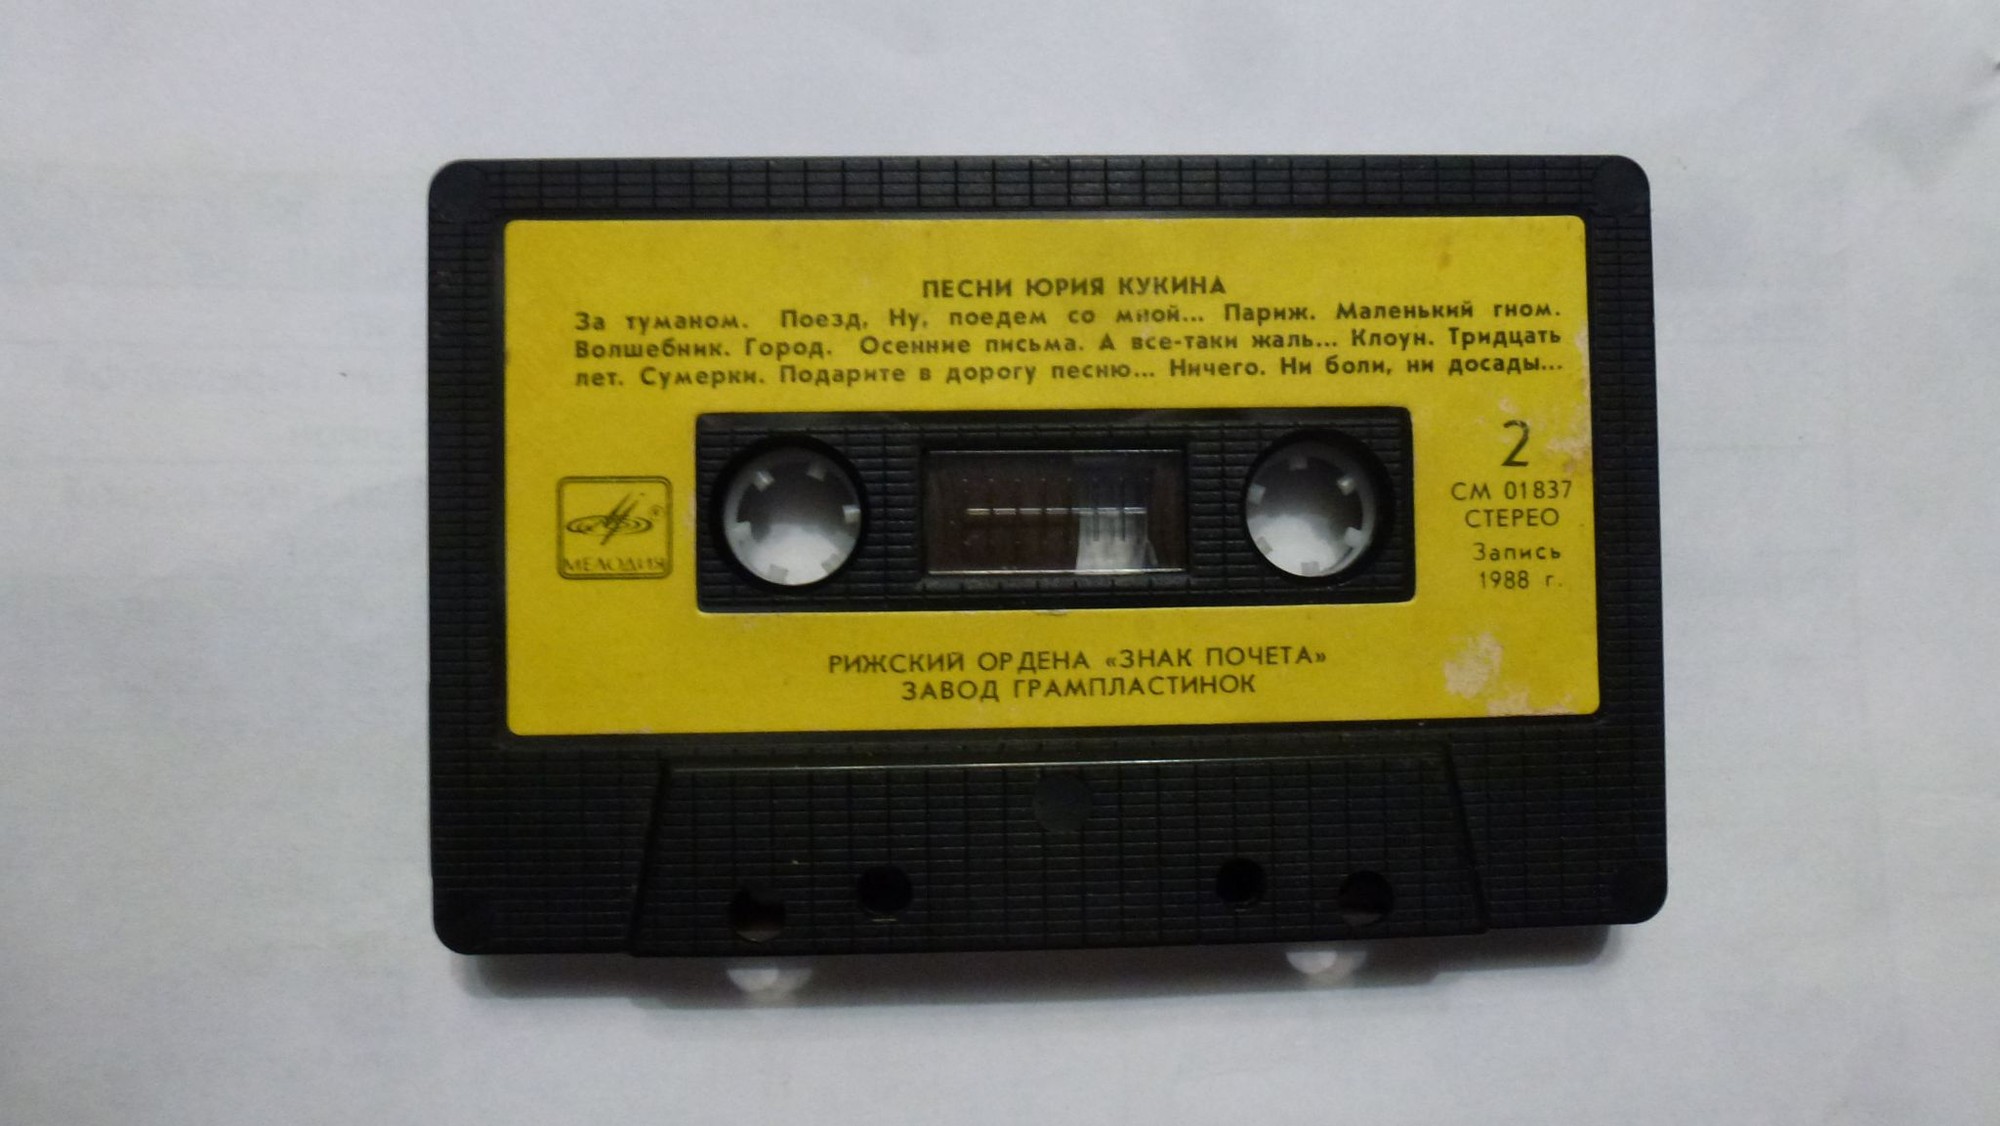 ПЕСНИ ЮРИЯ КУКИНА
За туманом. Поезд, Ну, поедем со мной... Париж. Маленький гном.
Волшебник. Город. Осенние письма. А все-таки жаль... Клоун. Тридцать
лет. Сумерки. Подарите в дорогу песню... Ничего. Ни боли, ни досады...
2
СМ 01837
СТЕРЕО
Запись
1988 г.
®
МЕЛОДИЯ
РИЖСКИЙ ОРДЕНА «ЗНАК ПОЧЕТА»
ЗАВОД ГРАМПЛАСТИНОК